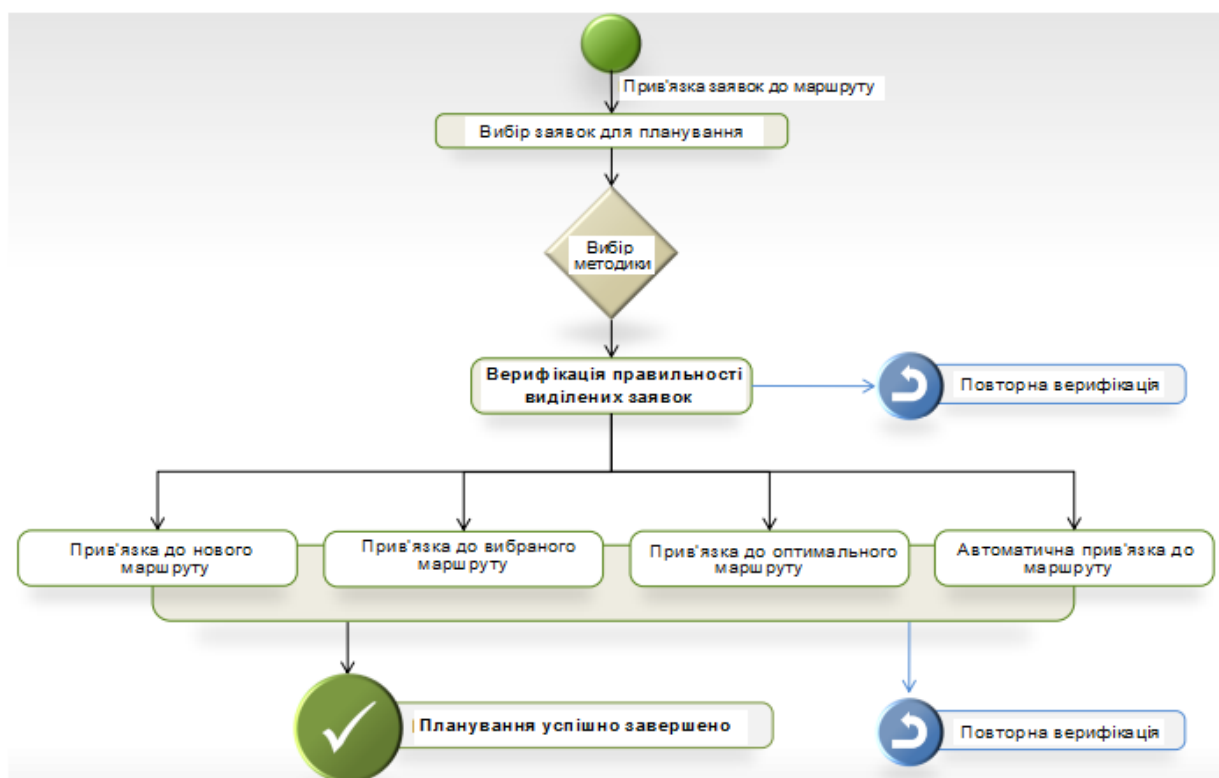 Прив'язка заявок до маршруту
Вибір заявок для планування
Вибір
методики
Верифікація правильності
виділених заявок
Повторна верифікація
Прив'язка до нового
маршруту
Прив'язка до вибраного
маршруту
Прив'язка до оптимального
маршруту
Автоматична прив'язка до
маршруту
Планування успішно завершено
Повторна верифікація